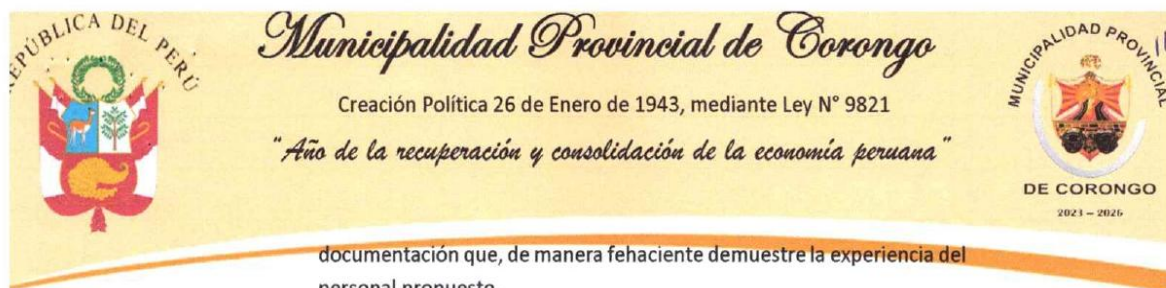 REPÚBLICA DEL PERÚ
Municipalidad Provincial de Corongo
Creación Política 26 de Enero de 1943, mediante Ley N° 9821
"Año de la recuperación y consolidación de la economía peruana"
MUNICIPALIDAD PROVINCIAL
DE CORONGO
2023 – 2026
documentación que, de manera fehaciente demuestre la experiencia del
personal propuesto